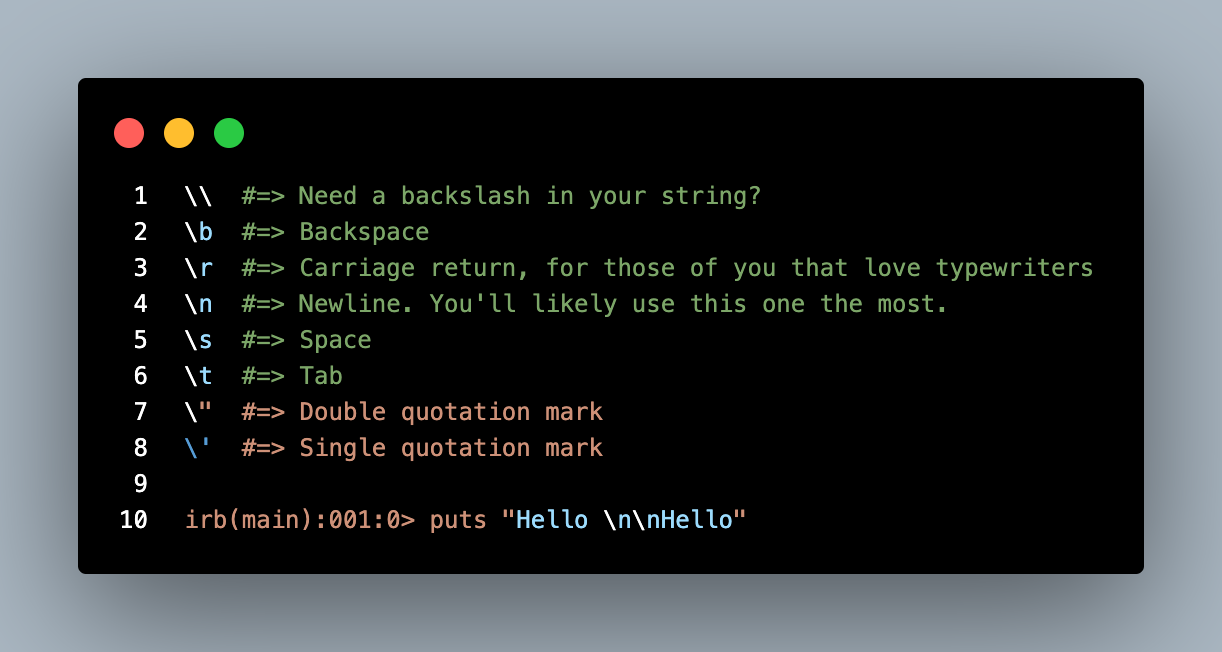 1 \\ #=> Need a backslash in your string?
2 \b #=> Backspace
3 \r #=> Carriage return, for those of you that love typewriters
4 \n #=> Newline. You'll likely use this one the most.
5 \s #=> Space
6 \t #=> Tab
7 \" #=> Double quotation mark
8 \' #=> Single quotation mark
9
10 irb(main):001:0> puts "Hello \n\nHello"